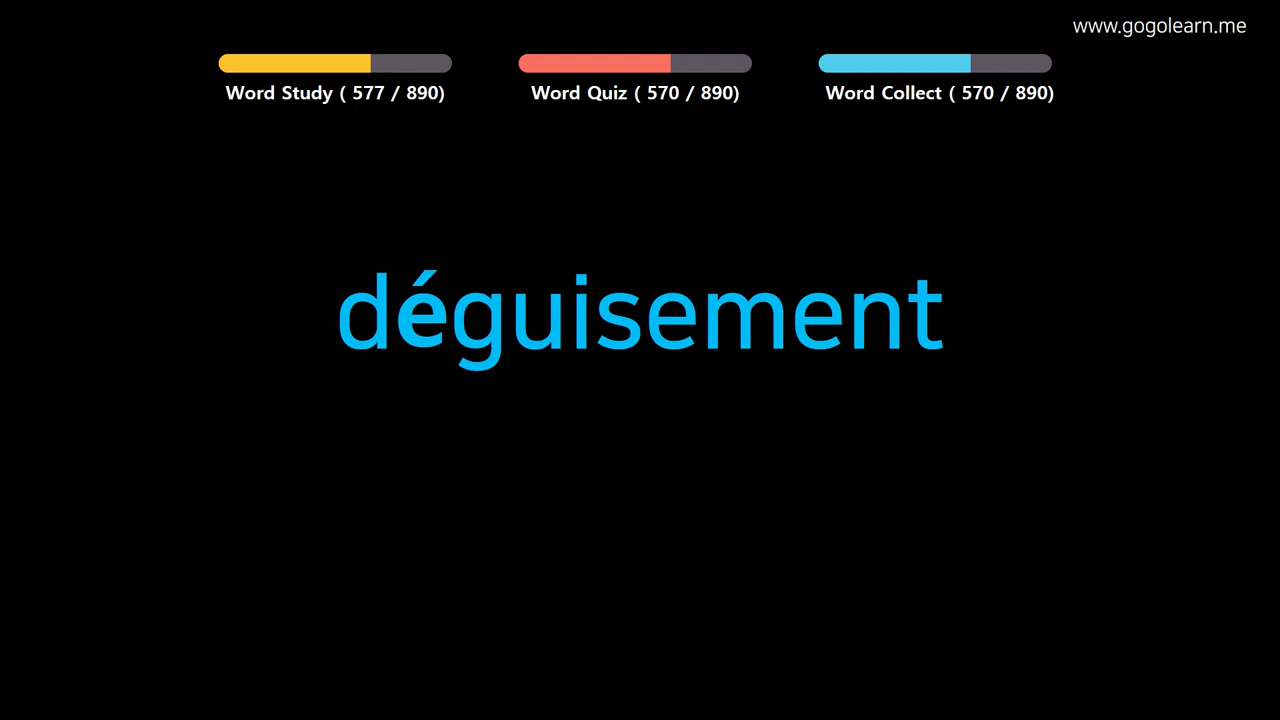 www.gogolearn.me
Word Study ( 577 / 890)
Word Quiz ( 570 / 890)
Word Collect ( 570 / 890)
déguisement